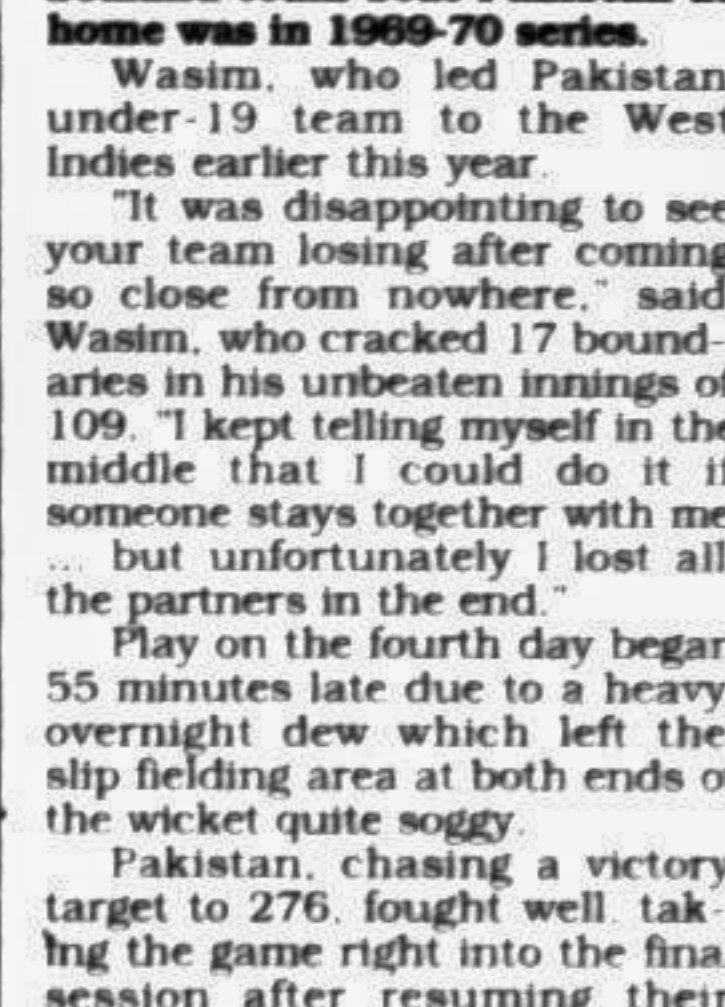 home was in 1969-70 series.
Wasim, who led Pakistan
under-19 team to the West
Indies earlier this year.
"It was disappointing to see
your team losing after coming
so close from nowhere," said
Wasim, who cracked 17 bound-
aries in his unbeaten innings of
109. "I kept telling myself in the
middle that I could do it if
someone stays together with me
... but unfortunately I lost all
the partners in the end."
Play on the fourth day began
55 minutes late due to a heavy
overnight dew which left the
slip fielding area at both ends of
the wicket quite soggy.
Pakistan, chasing a victory
target to 276, fought well, tak-
ing the game right into the final
session after resuming their